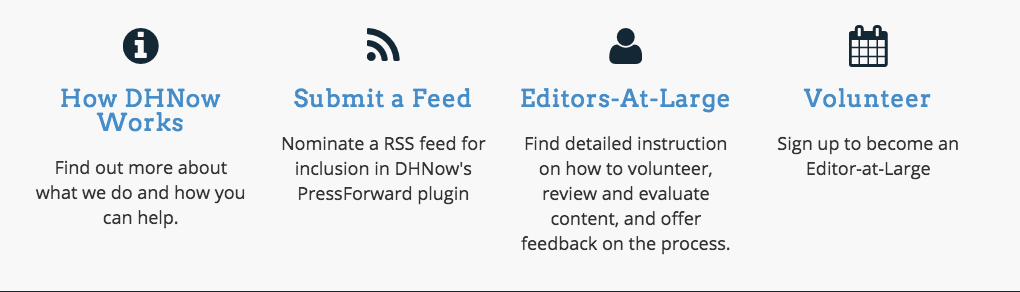 How DHNow
Works
Find out more about
what we do and how you
can help.
Submit a Feed
Nominate a RSS feed for
inclusion in DHNow's
PressForward plugin
Editors-At-Large
Find detailed instruction
on how to volunteer,
review and evaluate
content, and offer
feedback on the process.
Volunteer
Sign up to become an
Editor-at-Large